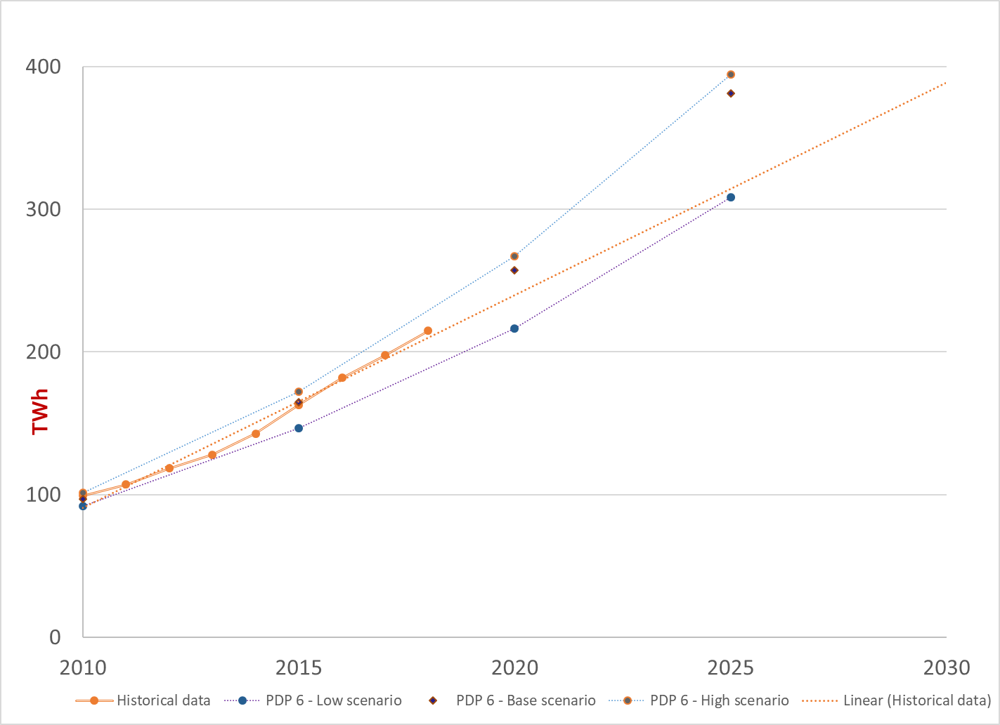 400
300
200
100
0
TWh
2010 2015 2020 2025 2030
Historical data PDP 6 - Low scenario PDP 6 - Base scenario PDP 6 - High scenario Linear (Historical data)